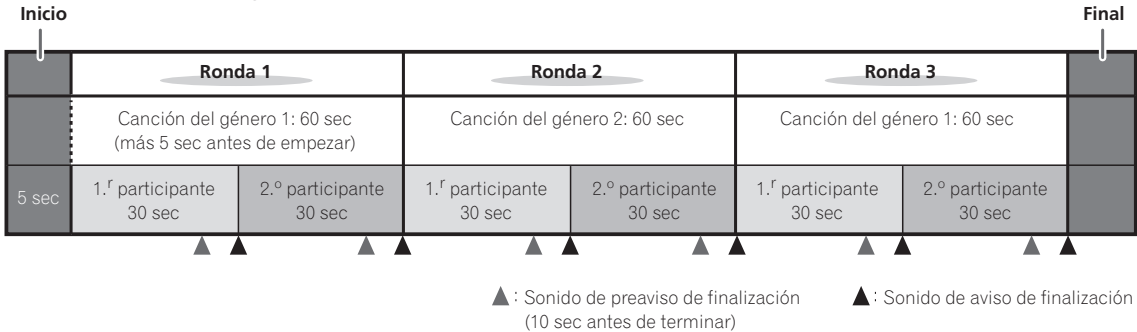 Inicio
Final
Ronda 1
Ronda 2
Ronda 3
Canción del género 1: 60 sec
(más 5 sec antes de empezar)
Canción del género 2: 60 sec
Canción del género 1: 60 sec
5 sec
1.r participante
30 sec
2.º participante
30 sec
1.r participante
30 sec
2.º participante
30 sec
1.r participante
30 sec
2.º participante
30 sec
: Sonido de preaviso de finalización
(10 sec antes de terminar)
: Sonido de aviso de finalización